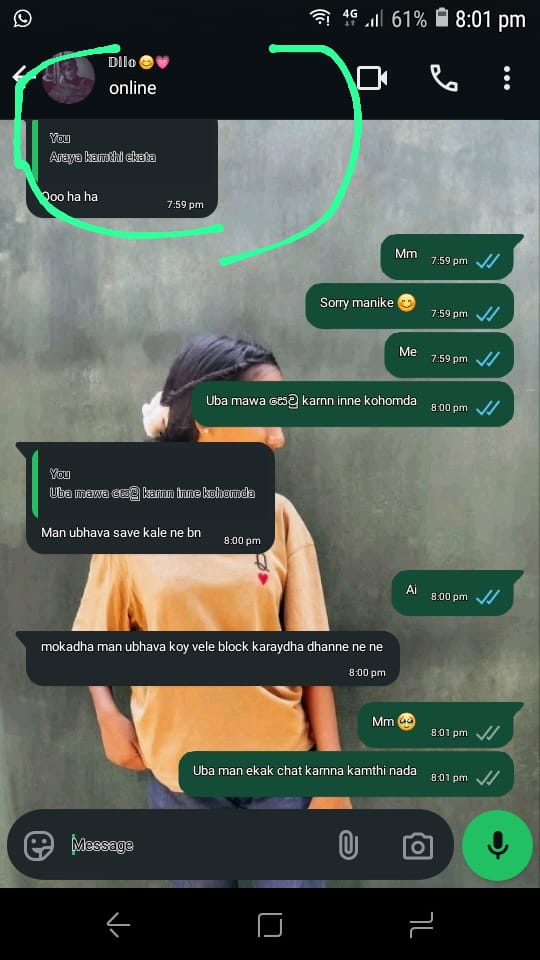 4G 61% 8:01 pm
𝔻𝕚𝕝𝕠😊💗
online
You
Araya kamthi ekata
Ooo ha ha
7:59 pm
Mm 7:59 pm
Sorry manike 😊 7:59 pm
Me 7:59 pm
Uba mawa සේවු karnn inne kohomda 8:00 pm
You
Uba mawa සේවු karnn inne kohomda
Man ubhava save kale ne bn 8:00 pm
Ai 8:00 pm
mokadha man ubhava koy vele block karaydha dhanne ne ne
8:00 pm
Mm 🥹 8:01 pm
Uba man ekak chat karnna kamthi nada 8:01 pm
Message